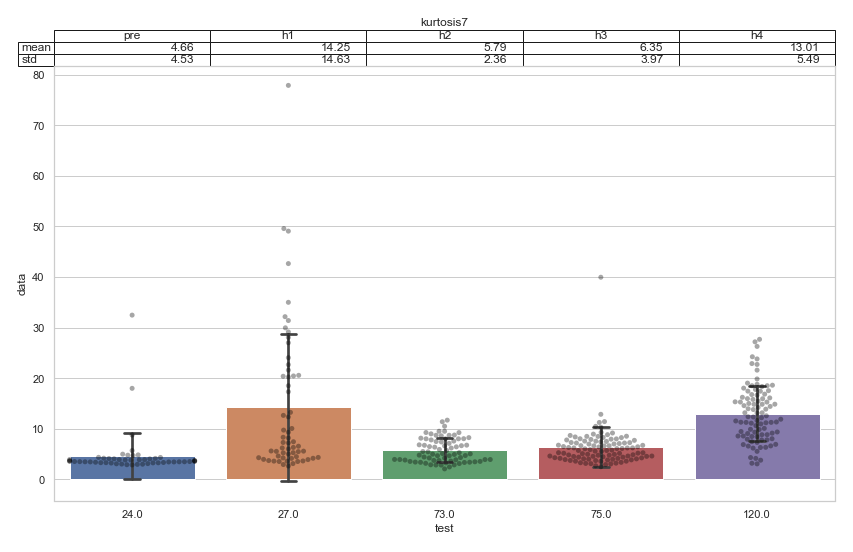 kurtosis7
pre h1 h2 h3 h4
mean 4.66 14.25 5.79 6.35 13.01
std 4.53 14.63 2.36 3.97 5.49
80
70
60
50
40
30
20
10
0
data
24.0 27.0 73.0 75.0 120.0
test